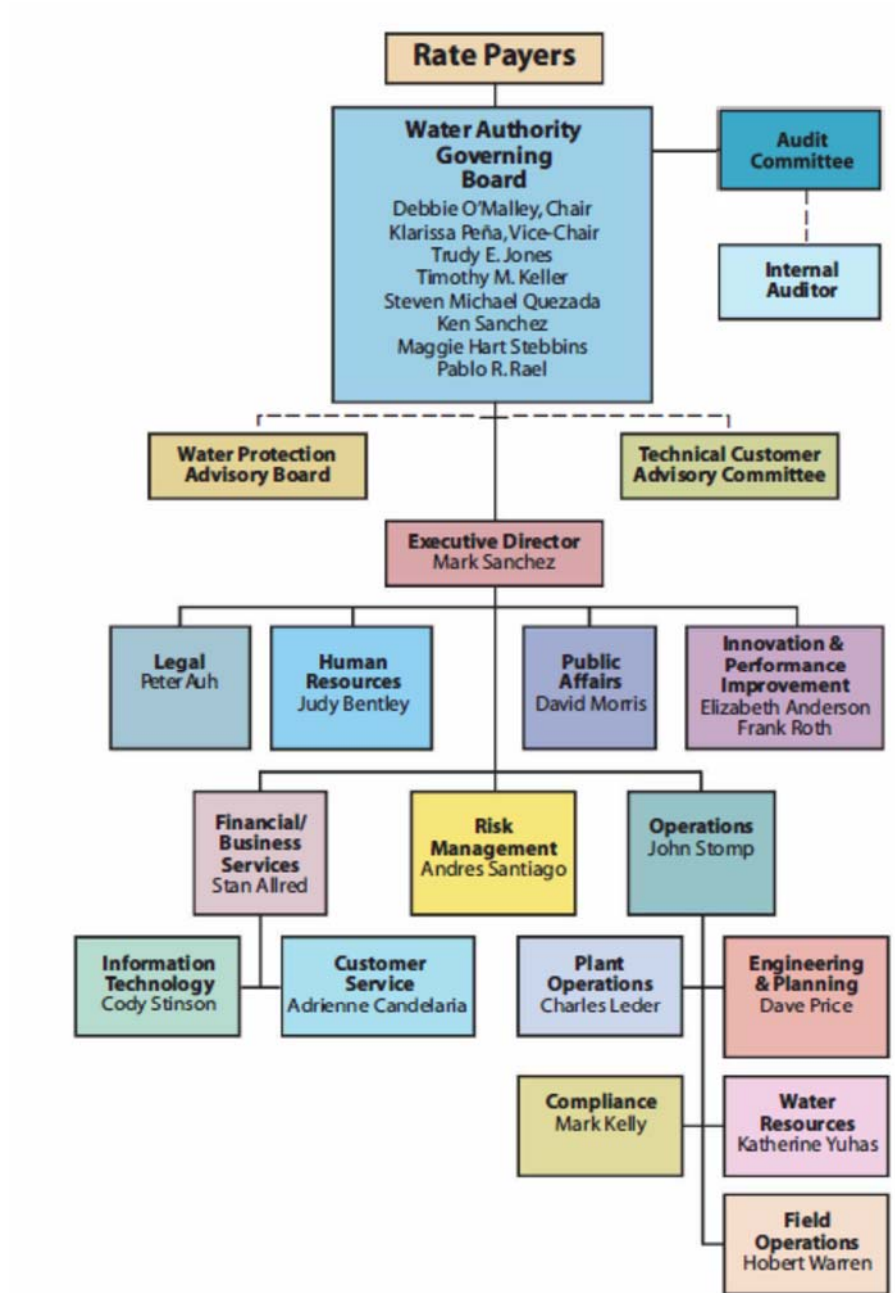 Rate Payers
Water Authority
Governing
Board
Debbie O'Malley, Chair
Klarissa Peña, Vice-Chair
Trudy E. Jones
Timothy M. Keller
Steven Michael Quezada
Ken Sanchez
Maggie Hart Stebbins
Pablo R. Rael
Audit
Committee
Internal
Auditor
Water Protection
Advisory Board
Technical Customer
Advisory Committee
Executive Director
Mark Sanchez
Legal
Peter Auh
Human
Resources
Judy Bentley
Public
Affairs
David Morris
Innovation &
Performance
Improvement
Elizabeth Anderson
Frank Roth
Financial/
Business
Services
Stan Allred
Risk
Management
Andres Santiago
Operations
John Stomp
Information
Technology
Cody Stinson
Customer
Service
Adrienne Candelaria
Plant
Operations
Charles Leder
Engineering
& Planning
Dave Price
Compliance
Mark Kelly
Water
Resources
Katherine Yuhas
Field
Operations
Hobert Warren